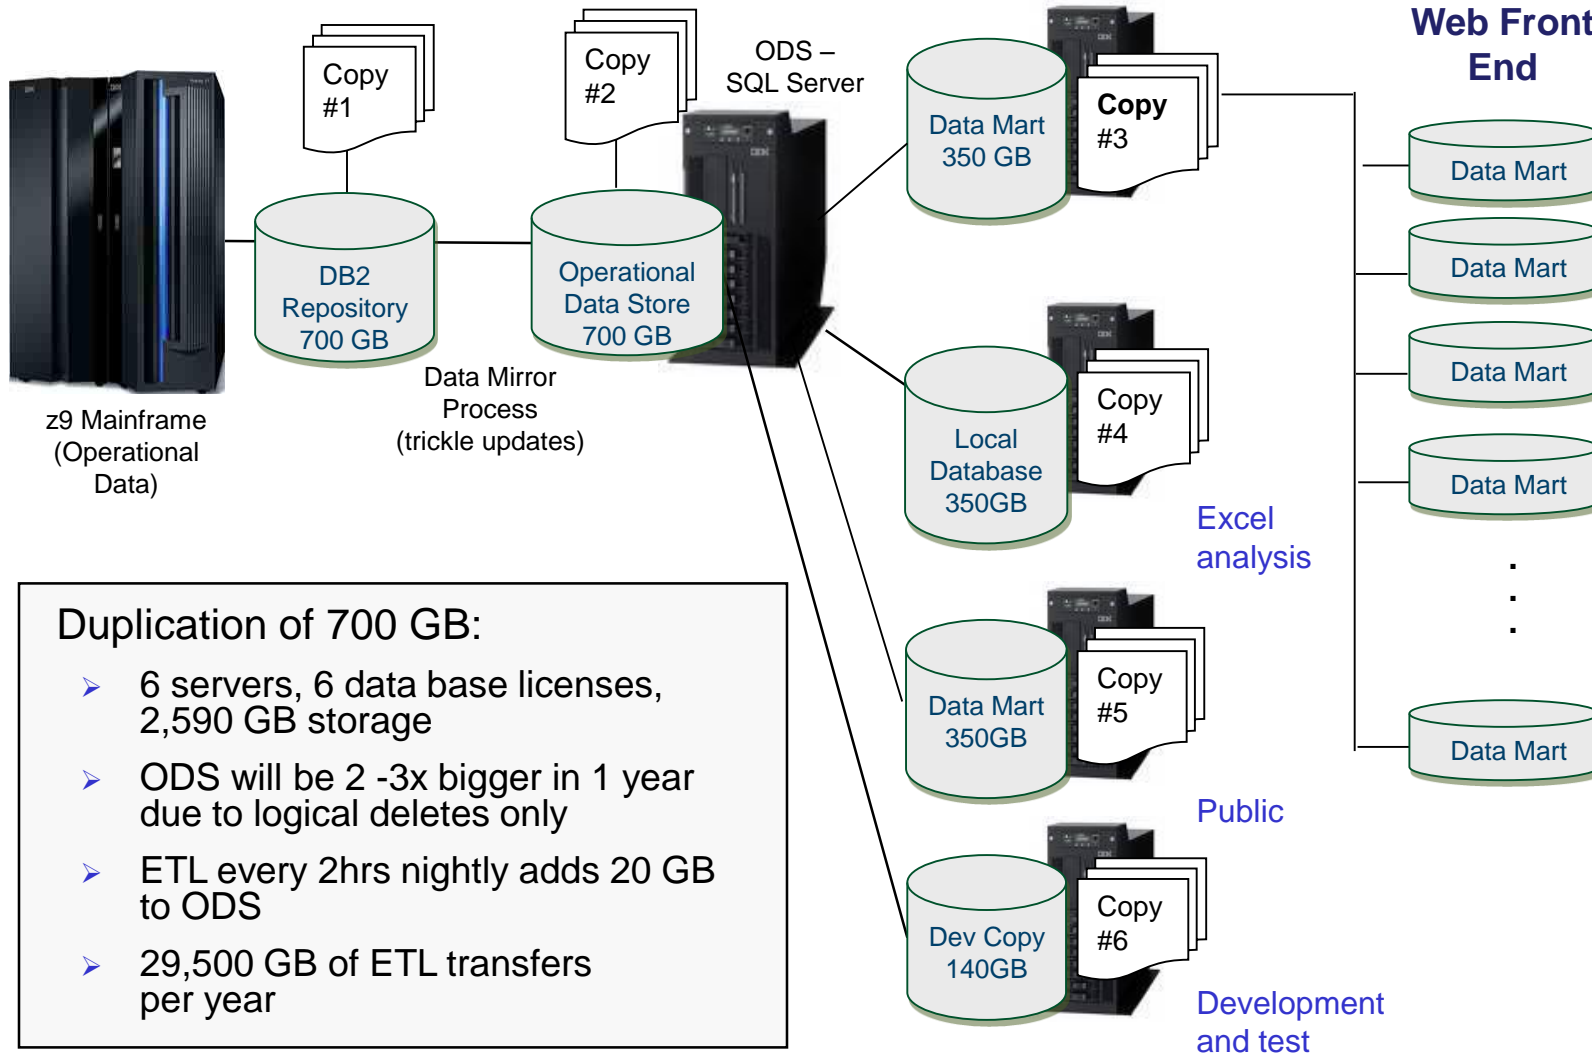 Copy
#1
Copy
#2
ODS –
SQL Server
Web Front
End
Data Mart
350 GB
Copy
#3
Data Mart
Data Mart
Data Mart
Data Mart
.
.
.
Data Mart
DB2
Repository
700 GB
Operational
Data Store
700 GB
z9 Mainframe
(Operational
Data)
Data Mirror
Process
(trickle updates)
Local
Database
350GB
Copy
#4
Excel
analysis
Data Mart
350GB
Copy
#5
Public
Dev Copy
140GB
Copy
#6
Development
and test
Duplication of 700 GB:
➢ 6 servers, 6 data base licenses,
2,590 GB storage
➢ ODS will be 2 -3x bigger in 1 year
due to logical deletes only
➢ ETL every 2hrs nightly adds 20 GB
to ODS
➢ 29,500 GB of ETL transfers
per year